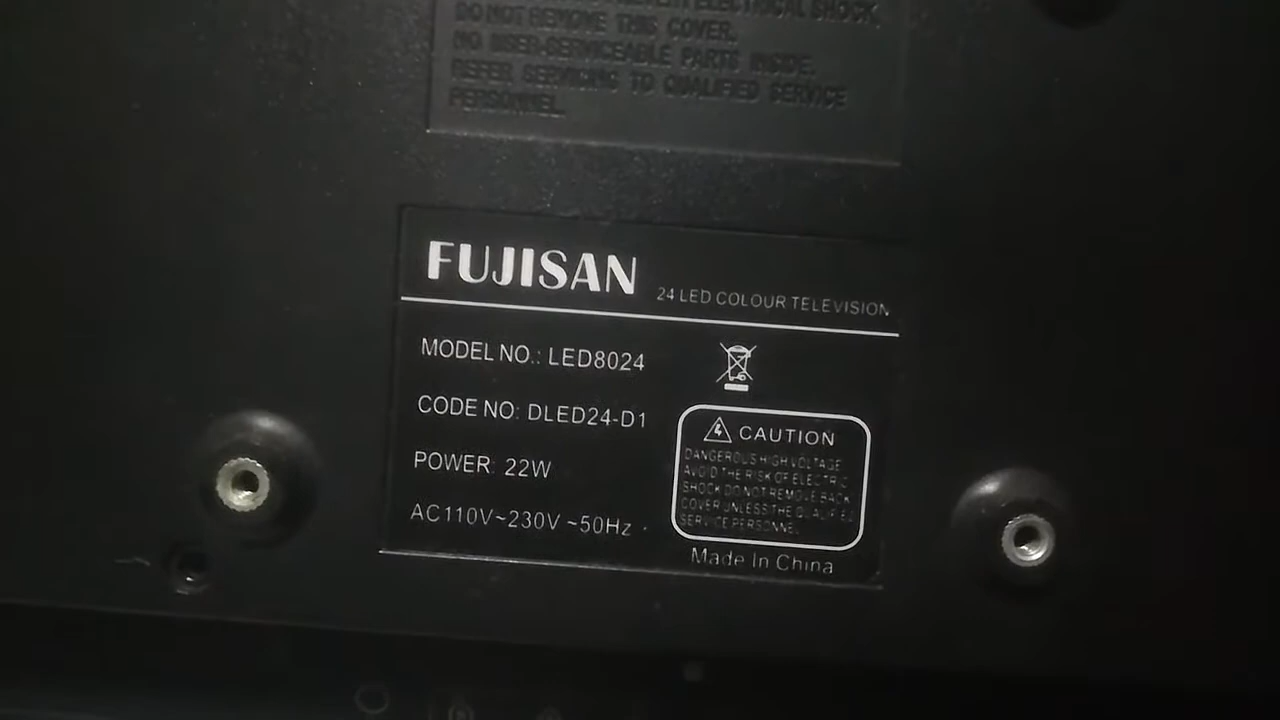 ELECTRICAL SHOCK,
DO NOT REMOVE THIS COVER.
NO USER-SERVICEABLE PARTS INSIDE.
REFER SERVICING TO QUALIFIED SERVICE
PERSONNEL.
FUJISAN
24 LED COLOUR TELEVISION
MODEL NO.: LED8024
CODE NO: DLED24-D1
POWER: 22W
AC110V~230V ~50Hz
CAUTION
DANGEROUS HIGH VOLTAGE
AVOID THE RISK OF ELECTRIC
SHOCK DO NOT REMOVE BACK
COVER UNLESS THE QUALIFIED
SERVICE PERSONNEL.
Made In China